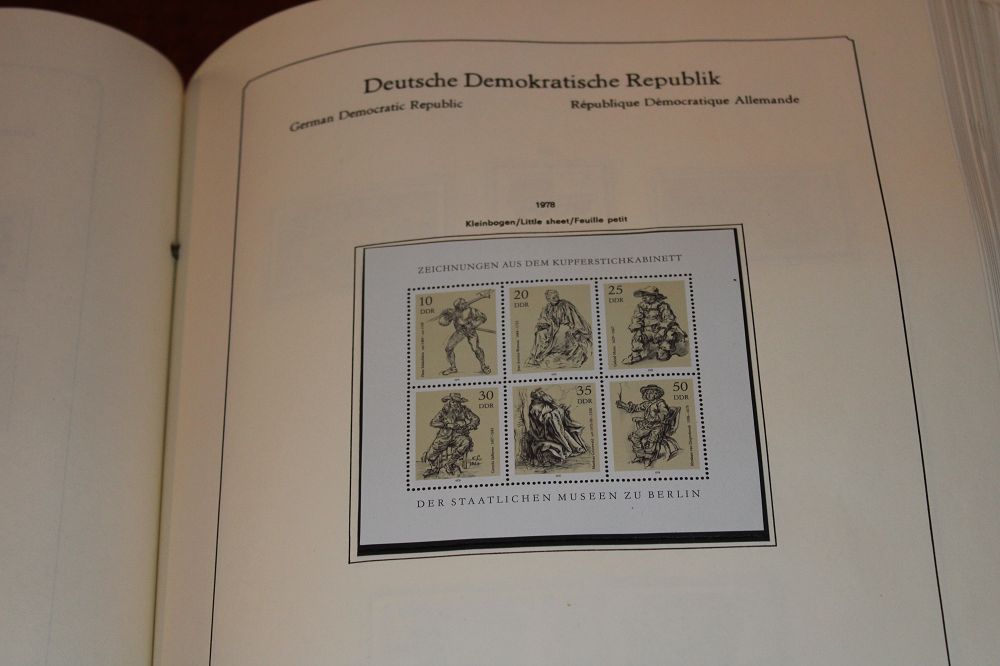 Deutsche Demokratische Republik
German Democratic Republic
République Démocratique Allemande
1978
Kleinbogen/Little sheet/Feuille petit
ZEICHNUNGEN AUS DEM KUPFERSTICHKABINETT
10
DDR
20
DDR
25
DDR
30
DDR
35
DDR
50
DDR
DER STAATLICHEN MUSEEN ZU BERLIN